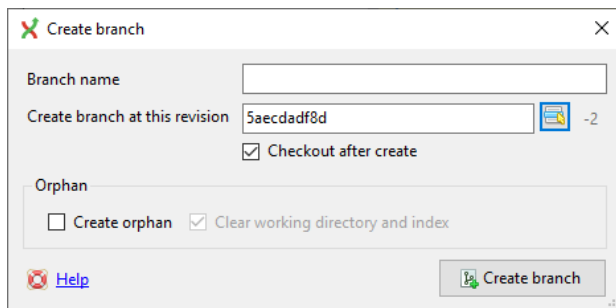 Create branch
Branch name
Create branch at this revision 5aecdadf8d -2
Checkout after create
Orphan
Create orphan Clear working directory and index
Help Create branch